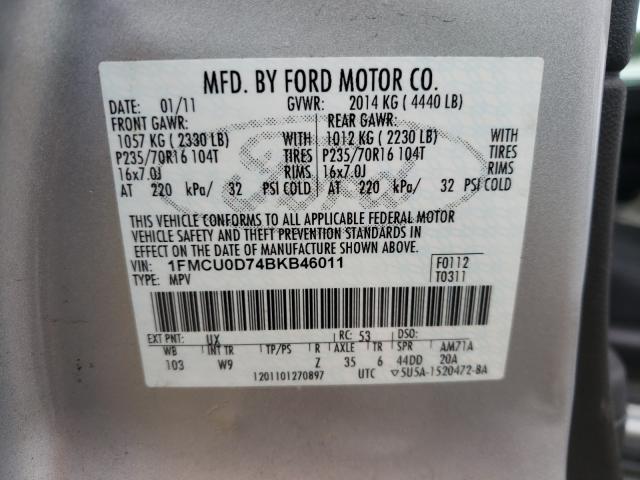 MFD. BY FORD MOTOR CO.
DATE: 01/11 GVWR: 2014 KG ( 4440 LB)
FRONT GAWR: REAR GAWR:
1057 KG ( 2330 LB) WITH 1012 KG ( 2230 LB) WITH
P235/70R16 104T TIRES P235/70R16 104T TIRES
16x7.0J RIMS 16x7.0J RIMS
AT 220 kPa/ 32 PSI COLD AT 220 kPa/ 32 PSI COLD
THIS VEHICLE CONFORMS TO ALL APPLICABLE FEDERAL MOTOR
VEHICLE SAFETY AND THEFT PREVENTION STANDARDS IN
EFFECT ON THE DATE OF MANUFACTURE SHOWN ABOVE.
VIN: 1FMCU0D74BKB46011 F0112
TYPE: MPV T0311
EXT PNT: UX RC: 53 DSO:
WB INT TR TP/PS R AXLE TR SPR AM71A
103 W9 Z 35 6 44DD 20A
1201101270897 UTC ▽5U5A-1520472-BA